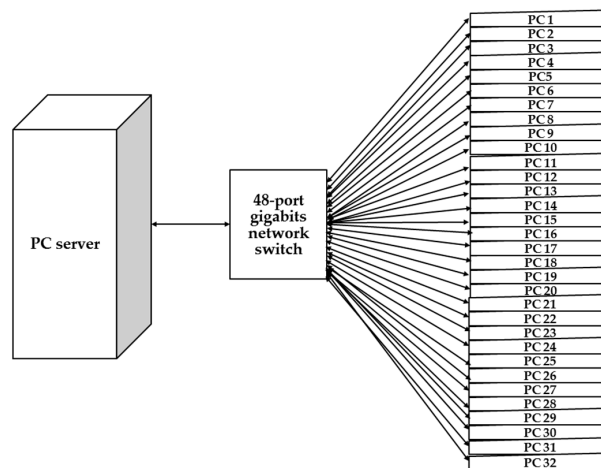 PC server
48-port
gigabits
network
switch
PC 1
PC 2
PC 3
PC 4
PC5
PC 6
PC 7
PC 8
PC 9
PC 10
PC 11
PC 12
PC 13
PC 14
PC 15
PC 16
PC 17
PC 18
PC 19
PC 20
PC 21
PC 22
PC 23
PC 24
PC 25
PC 26
PC 27
PC 28
PC 29
PC 30
PC 31
PC 32